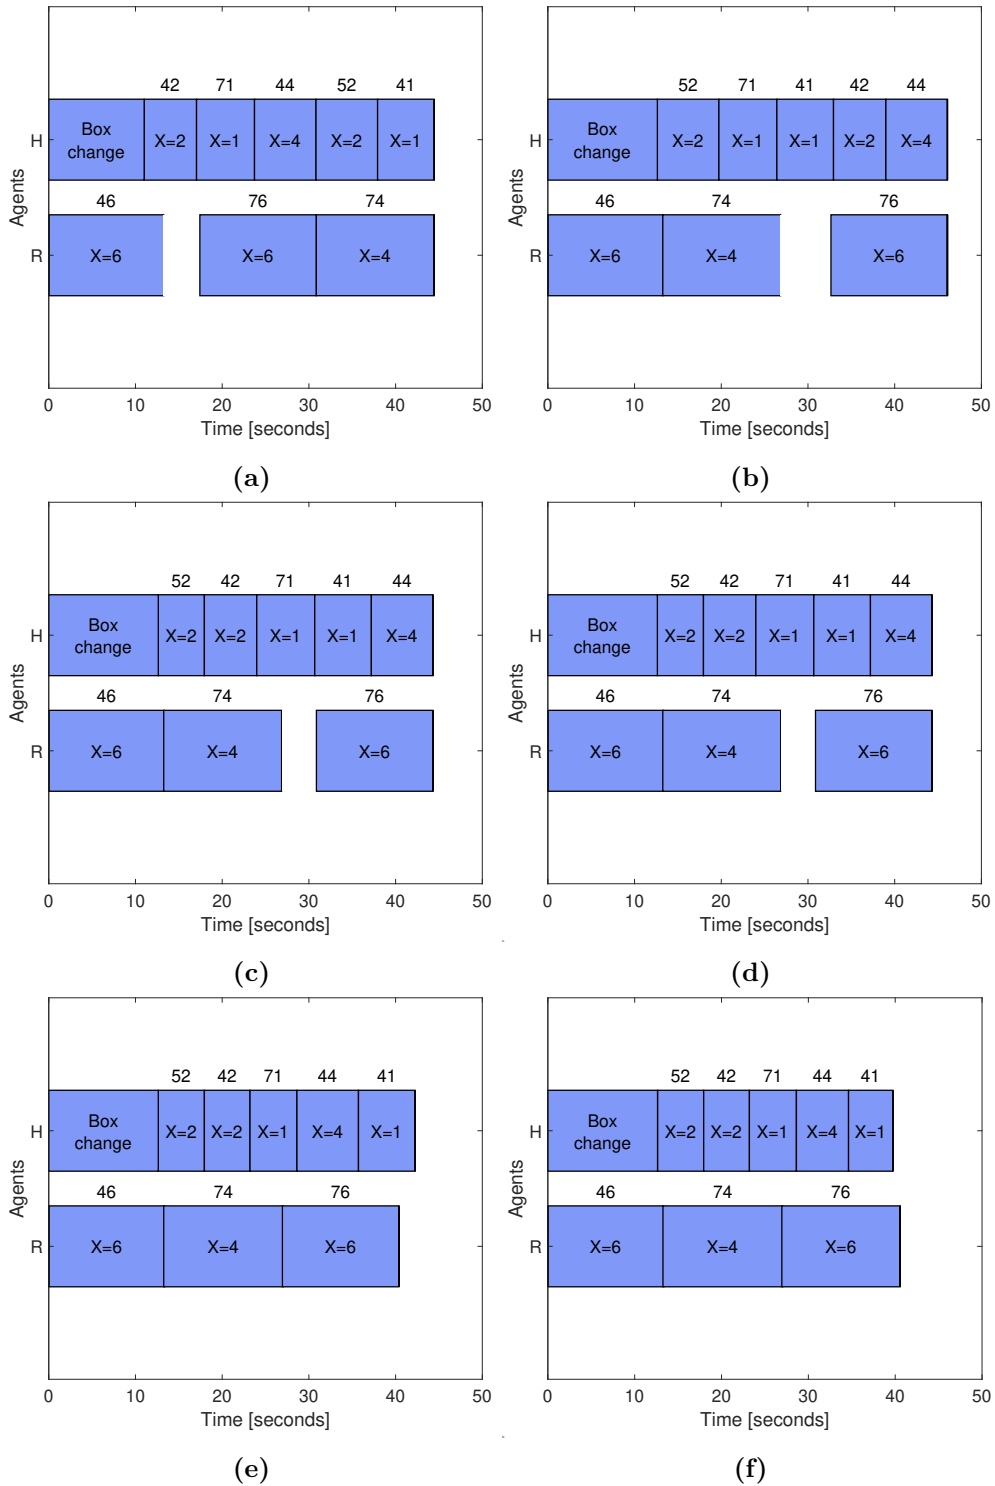 42 71 44 52 41
Box change X=2 X=1 X=4 X=2 X=1
H
46 76 74
X=6 X=6 X=4
R
Agents
0 10 20 30 40 50
Time [seconds]
(a)
52 71 41 42 44
Box change X=2 X=1 X=1 X=2 X=4
H
46 74 76
X=6 X=4 X=6
R
Agents
0 10 20 30 40 50
Time [seconds]
(b)
52 42 71 41 44
Box change X=2 X=2 X=1 X=1 X=4
H
46 74 76
X=6 X=4 X=6
R
Agents
0 10 20 30 40 50
Time [seconds]
(c)
52 42 71 41 44
Box change X=2 X=2 X=1 X=1 X=4
H
46 74 76
X=6 X=4 X=6
R
Agents
0 10 20 30 40 50
Time [seconds]
(d)
52 42 71 44 41
Box change X=2 X=2 X=1 X=4 X=1
H
46 74 76
X=6 X=4 X=6
R
Agents
0 10 20 30 40 50
Time [seconds]
(e)
52 42 71 44 41
Box change X=2 X=2 X=1 X=4 X=1
H
46 74 76
X=6 X=4 X=6
R
Agents
0 10 20 30 40 50
Time [seconds]
(f)